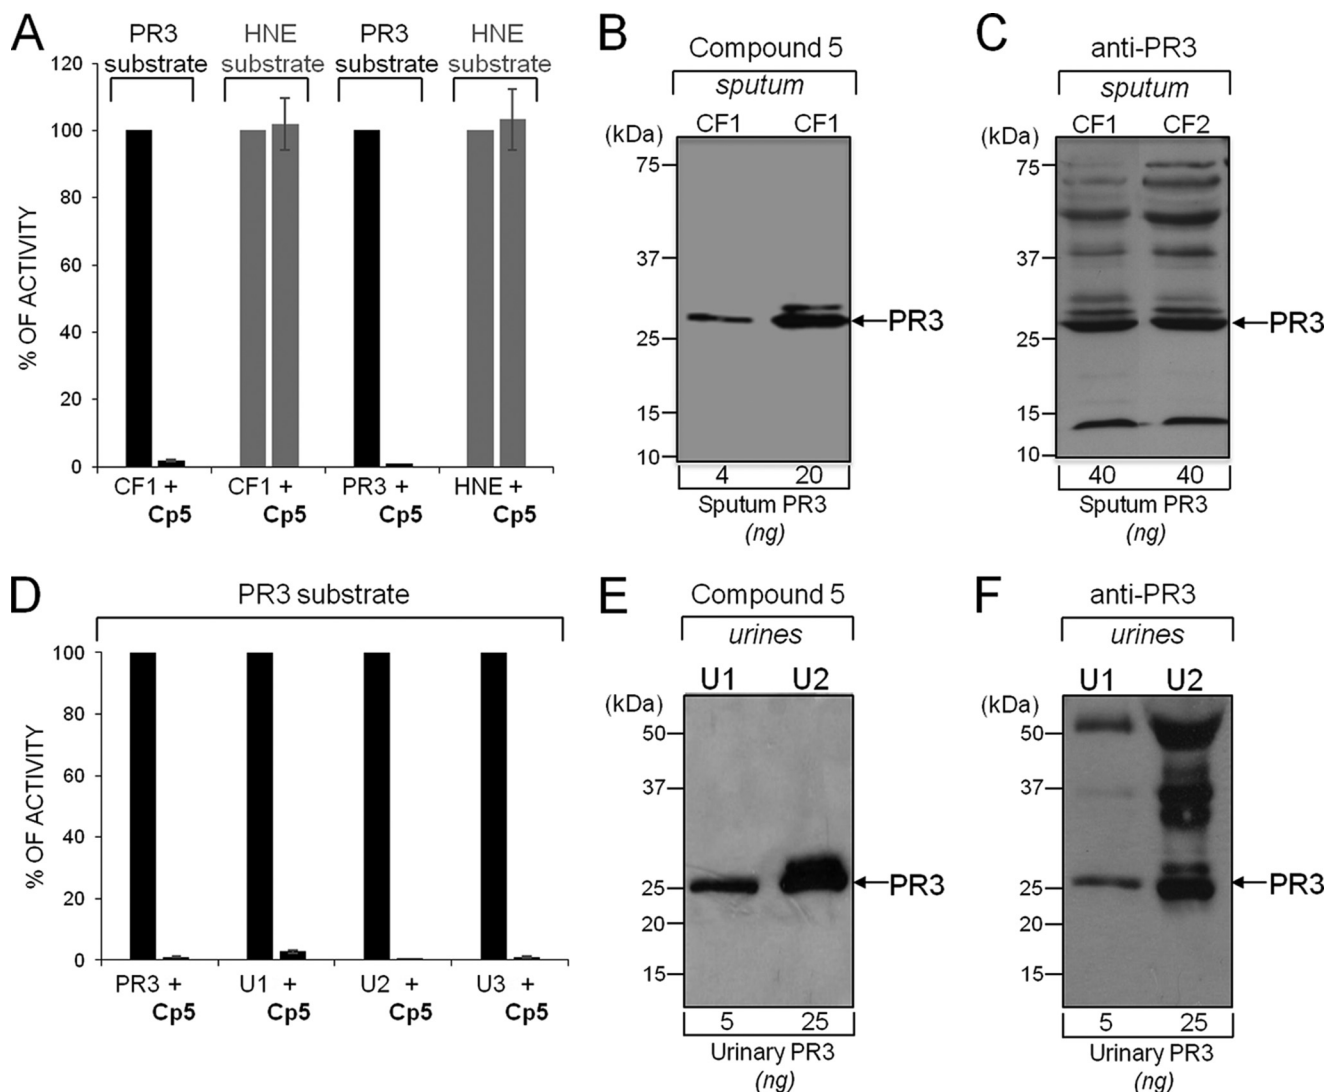 A
PR3 HNE PR3 HNE
substrate substrate substrate substrate
120
100
80
60
40
20
0
% OF ACTIVITY
CF1 + CF1 + PR3 + HNE +
Cp5 Cp5 Cp5 Cp5
B
Compound 5
sputum
(kDa) CF1 CF1
75
37
25
15
10
PR3
4 20
Sputum PR3
(ng)
C
anti-PR3
sputum
(kDa) CF1 CF2
75
37
25
15
10
PR3
40 40
Sputum PR3
(ng)
D
PR3 substrate
100
80
60
40
20
0
% OF ACTIVITY
PR3 + U1 + U2 + U3 +
Cp5 Cp5 Cp5 Cp5
E
Compound 5
urines
U1 U2
(kDa)
50
37
25
20
15
PR3
5 25
Urinary PR3
(ng)
F
anti-PR3
urines
U1 U2
(kDa)
50
37
25
20
15
PR3
5 25
Urinary PR3
(ng)